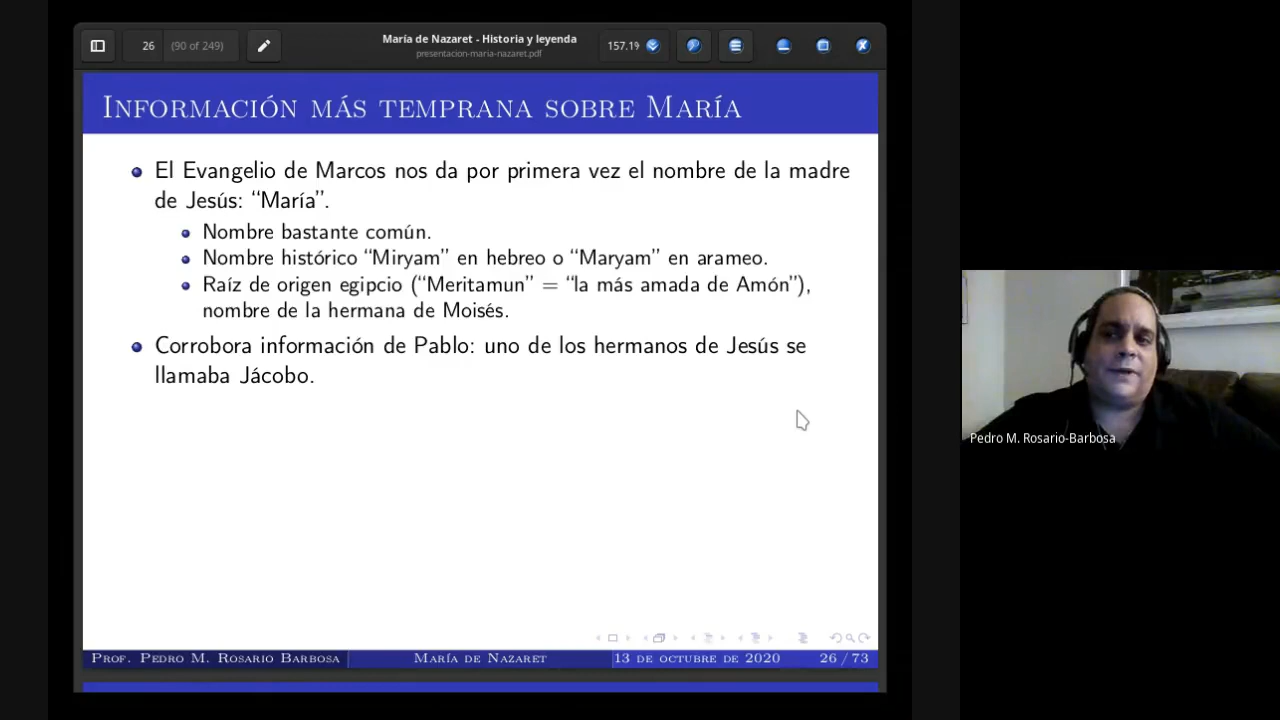 María de Nazaret - Historia y leyenda
presentacion-maria-nazaret.pdf
26 (90 of 249)
157.19
Información más temprana sobre María
El Evangelio de Marcos nos da por primera vez el nombre de la madre
de Jesús: “María”.
Nombre bastante común.
Nombre histórico “Miryam” en hebreo o “Maryam” en arameo.
Raíz de origen egipcio (“Meritamun” = “la más amada de Amón”),
nombre de la hermana de Moisés.
Corrobora información de Pablo: uno de los hermanos de Jesús se
llamaba Jácobo.
Pedro M. Rosario-Barbosa
Prof. Pedro M. Rosario Barbosa María de Nazaret 13 de octubre de 2020 26 / 73